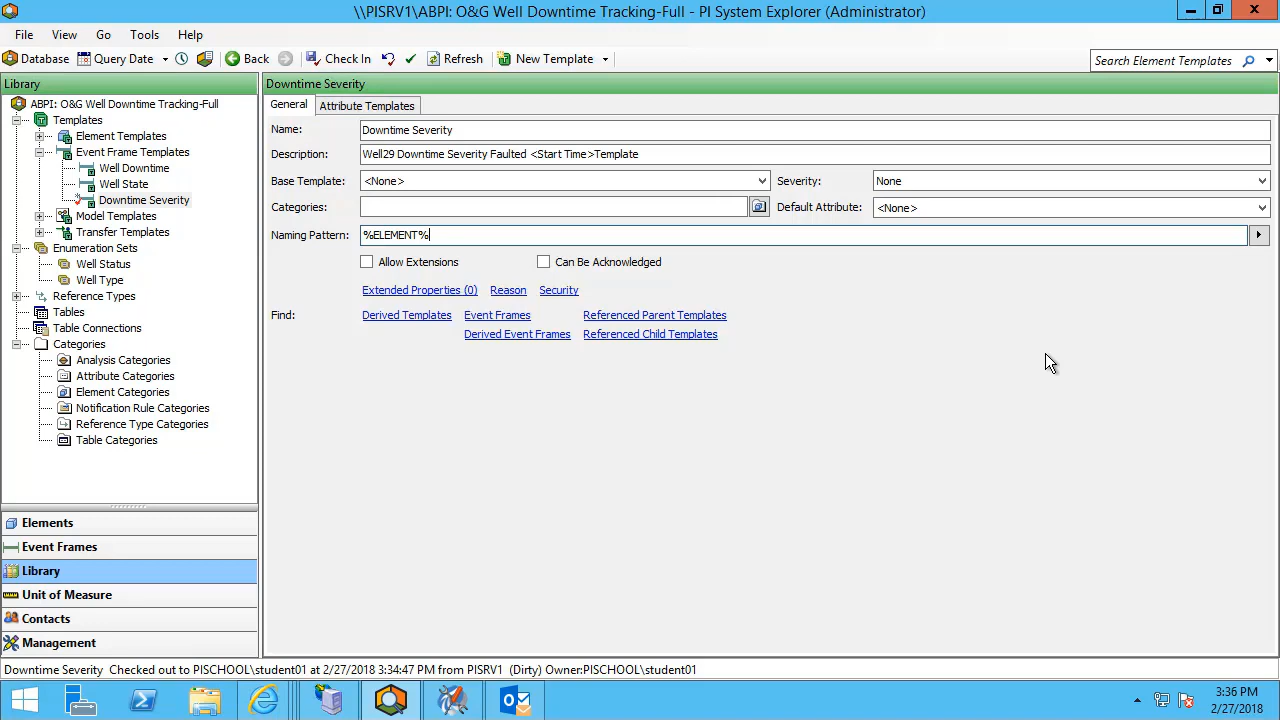 \\PISRV1\ABPI: O&G Well Downtime Tracking-Full - PI System Explorer (Administrator)
File View Go Tools Help
Database Query Date Back Check In Refresh New Template Search Element Templates
Library
Downtime Severity
ABPI: O&G Well Downtime Tracking-Full
Templates
Element Templates
Event Frame Templates
Well Downtime
Well State
Downtime Severity
Model Templates
Transfer Templates
Enumeration Sets
Well Status
Well Type
Reference Types
Tables
Table Connections
Categories
Analysis Categories
Attribute Categories
Element Categories
Notification Rule Categories
Reference Type Categories
Table Categories
Elements
Event Frames
Library
Unit of Measure
Contacts
Management
General Attribute Templates
Name: Downtime Severity
Description: Well29 Downtime Severity Faulted <Start Time>Template
Base Template: <None> Severity: None
Categories: Default Attribute: <None>
Naming Pattern: %ELEMENT%
Allow Extensions Can Be Acknowledged
Extended Properties (0) Reason Security
Find: Derived Templates Event Frames Referenced Parent Templates
Derived Event Frames Referenced Child Templates
Downtime Severity Checked out to PISCHOOL\student01 at 2/27/2018 3:34:47 PM from PISRV1 (Dirty) Owner:PISCHOOL\student01
3:36 PM
2/27/2018